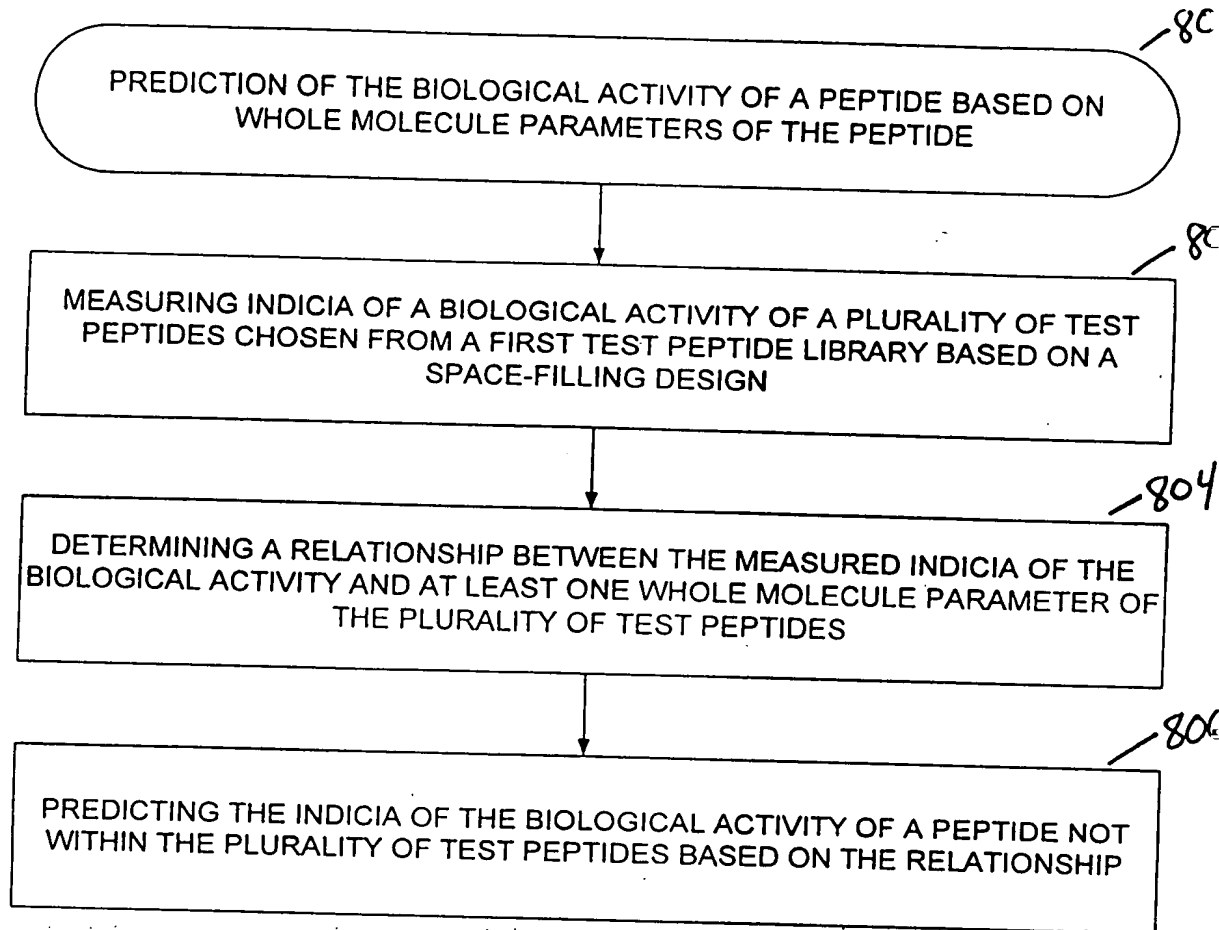 80
PREDICTION OF THE BIOLOGICAL ACTIVITY OF A PEPTIDE BASED ON
WHOLE MOLECULE PARAMETERS OF THE PEPTIDE
80
MEASURING INDICIA OF A BIOLOGICAL ACTIVITY OF A PLURALITY OF TEST
PEPTIDES CHOSEN FROM A FIRST TEST PEPTIDE LIBRARY BASED ON A
SPACE-FILLING DESIGN
804
DETERMINING A RELATIONSHIP BETWEEN THE MEASURED INDICIA OF THE
BIOLOGICAL ACTIVITY AND AT LEAST ONE WHOLE MOLECULE PARAMETER OF
THE PLURALITY OF TEST PEPTIDES
806
PREDICTING THE INDICIA OF THE BIOLOGICAL ACTIVITY OF A PEPTIDE NOT
WITHIN THE PLURALITY OF TEST PEPTIDES BASED ON THE RELATIONSHIP